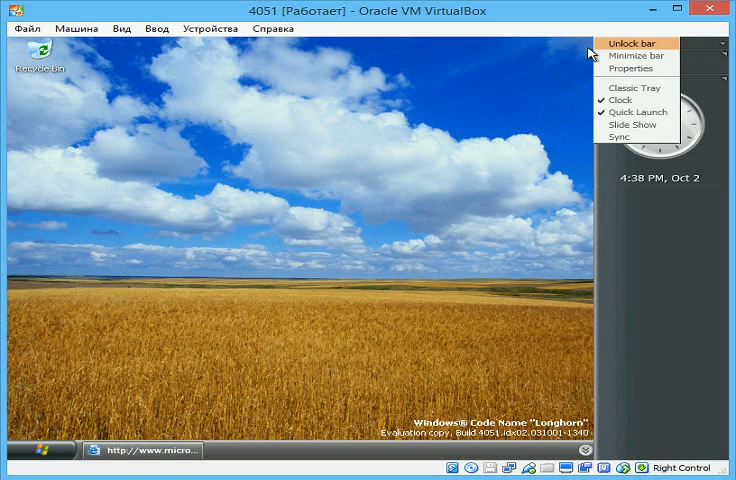 4051 [Работает] - Oracle VM VirtualBox
Файл Машина Вид Ввод Устройства Справка
Recycle Bin
Unlock bar
Minimize bar
Properties
Classic Tray
Clock
Quick Launch
Slide Show
Sync
4:38 PM, Oct 2
Windows® Code Name "Longhorn"
Evaluation copy. Build 4051.idx02.031001-1340
http://www.micro...
Right Control